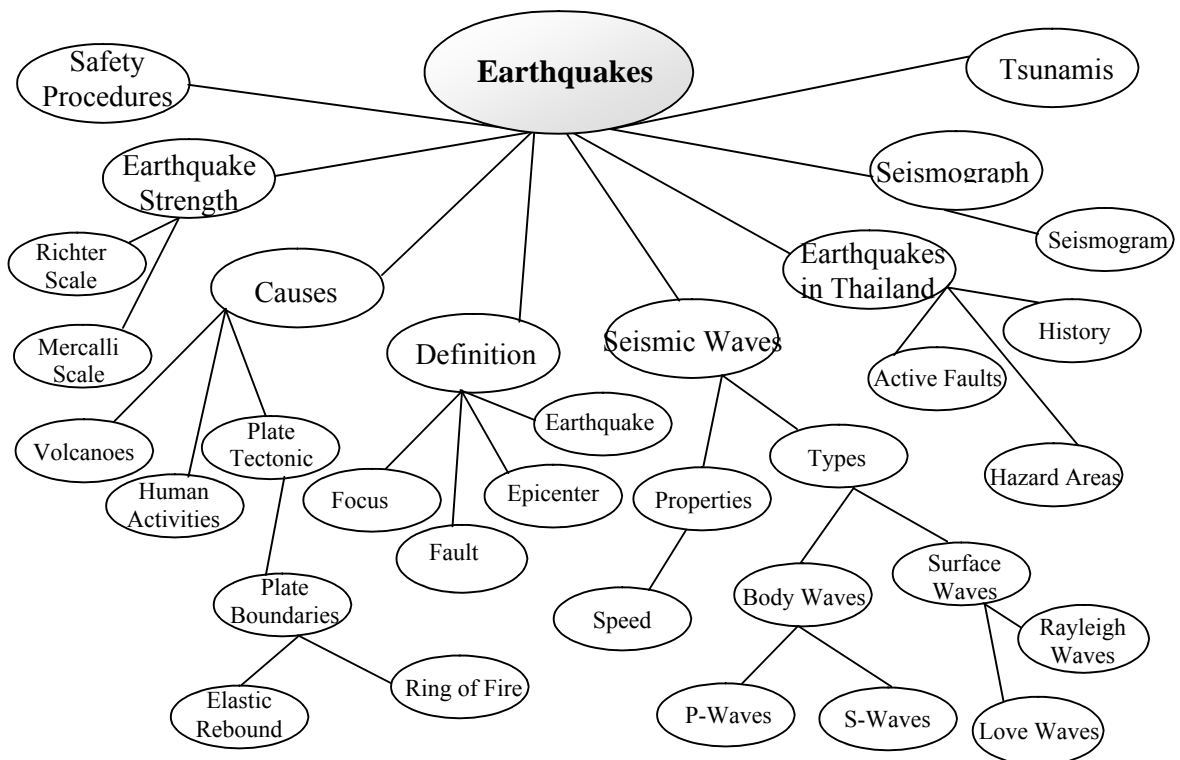 Earthquakes
Safety
Procedures
Tsunamis
Earthquake
Strength
Seismograph
Richter
Scale
Seismogram
Earthquakes
in Thailand
Causes
History
Mercalli
Scale
Definition
Seismic Waves
Active Faults
Volcanoes
Plate
Tectonic
Earthquake
Types
Human
Activities
Focus
Epicenter
Properties
Hazard Areas
Fault
Surface
Waves
Plate
Boundaries
Speed
Body Waves
Rayleigh
Waves
Elastic
Rebound
Ring of Fire
P-Waves
S-Waves
Love Waves